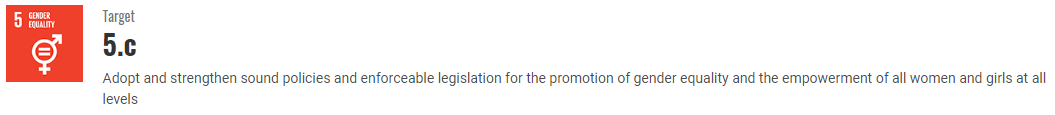 5 GENDER
EQUALITY
Target
5.c
Adopt and strengthen sound policies and enforceable legislation for the promotion of gender equality and the empowerment of all women and girls at all
levels